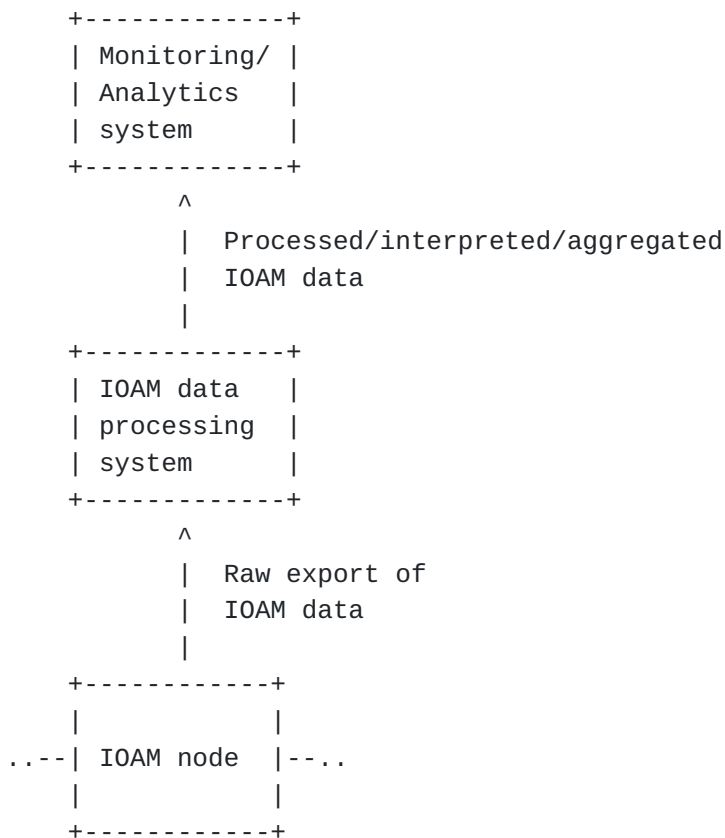 +-------------+
| Monitoring/ |
| Analytics   |
| system      |
+-------------+
       ^
       |  Processed/interpreted/aggregated
       |  IOAM data
       |
+-------------+
| IOAM data   |
| processing  |
| system      |
+-------------+
       ^
       |  Raw export of
       |  IOAM data
       |
+------------+
|            |
..--| IOAM node  |--..
|            |
+------------+